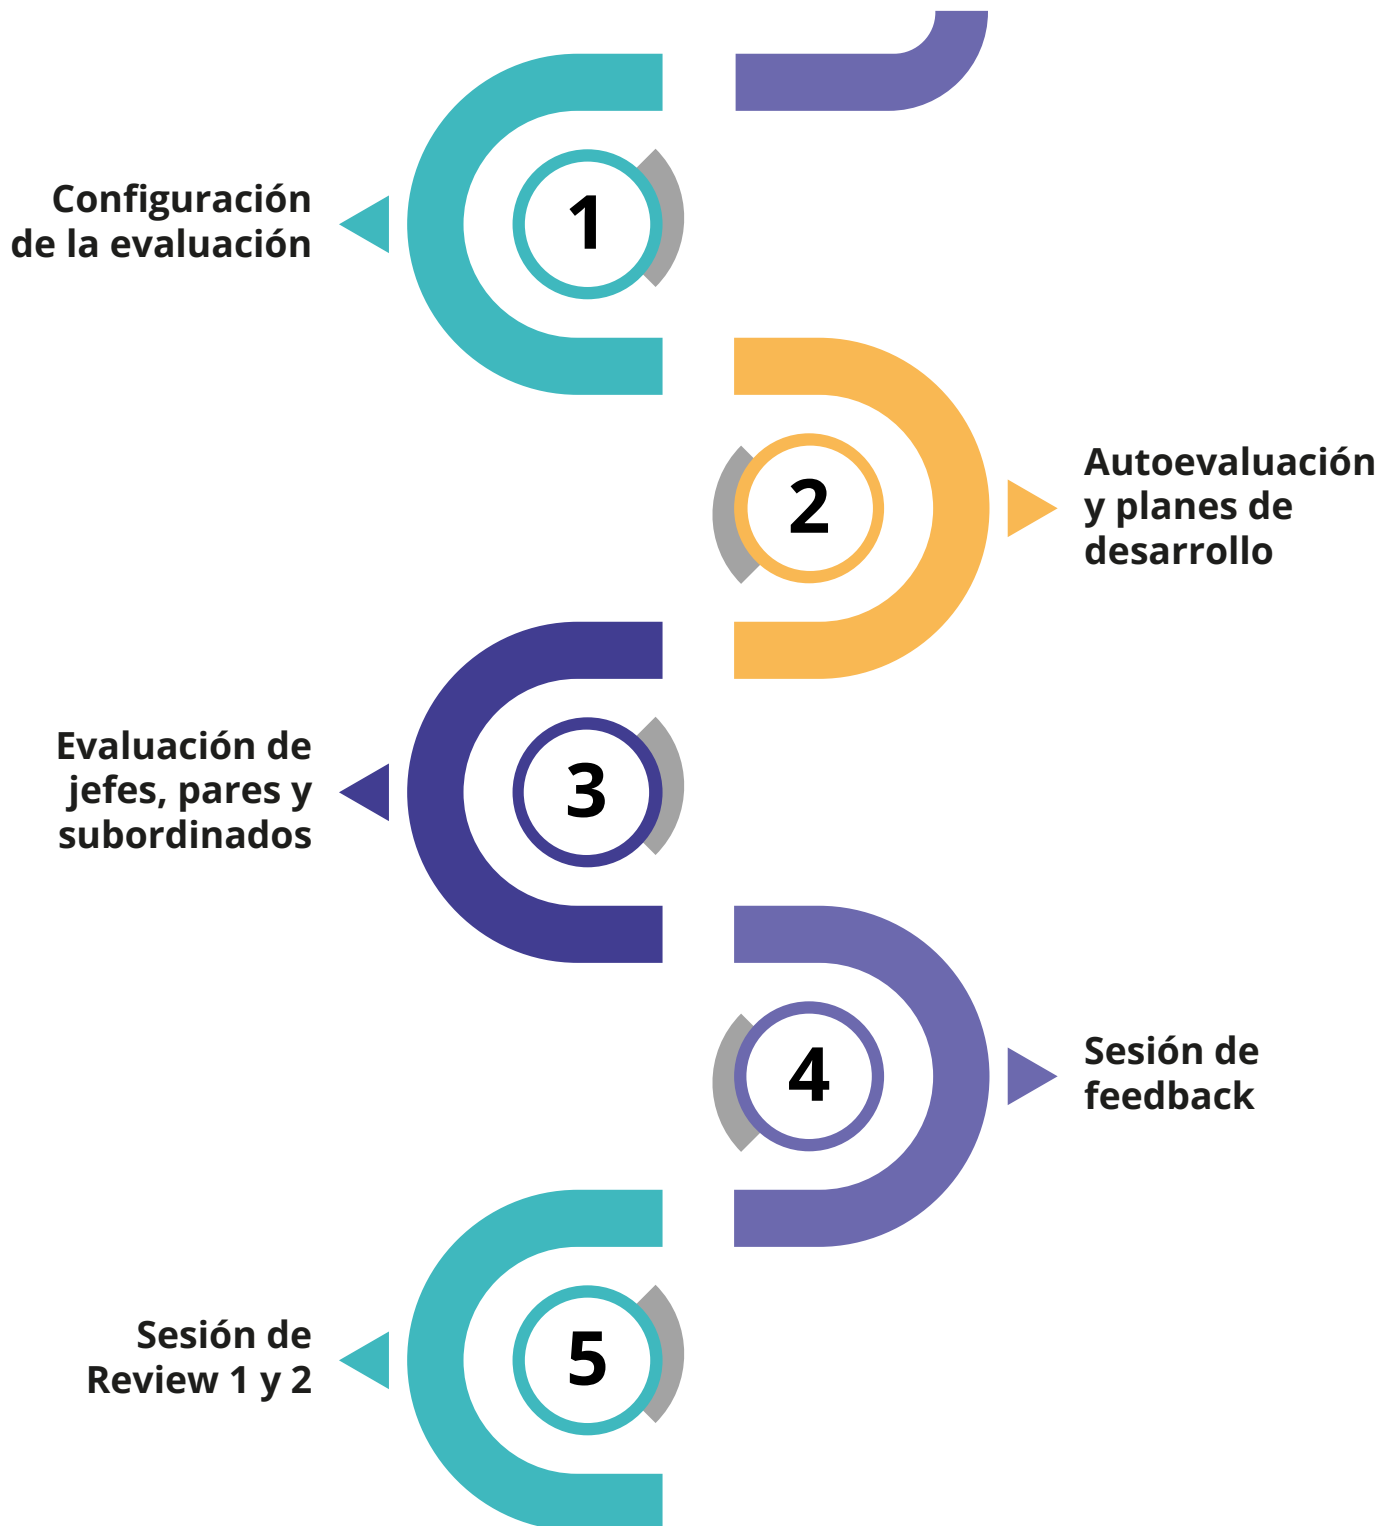 Configuración
de la evaluación
1
2
Autoevaluación
y planes de
desarrollo
Evaluación de
jefes, pares y
subordinados
3
4
Sesión de
feedback
Sesión de
Review 1 y 2
5